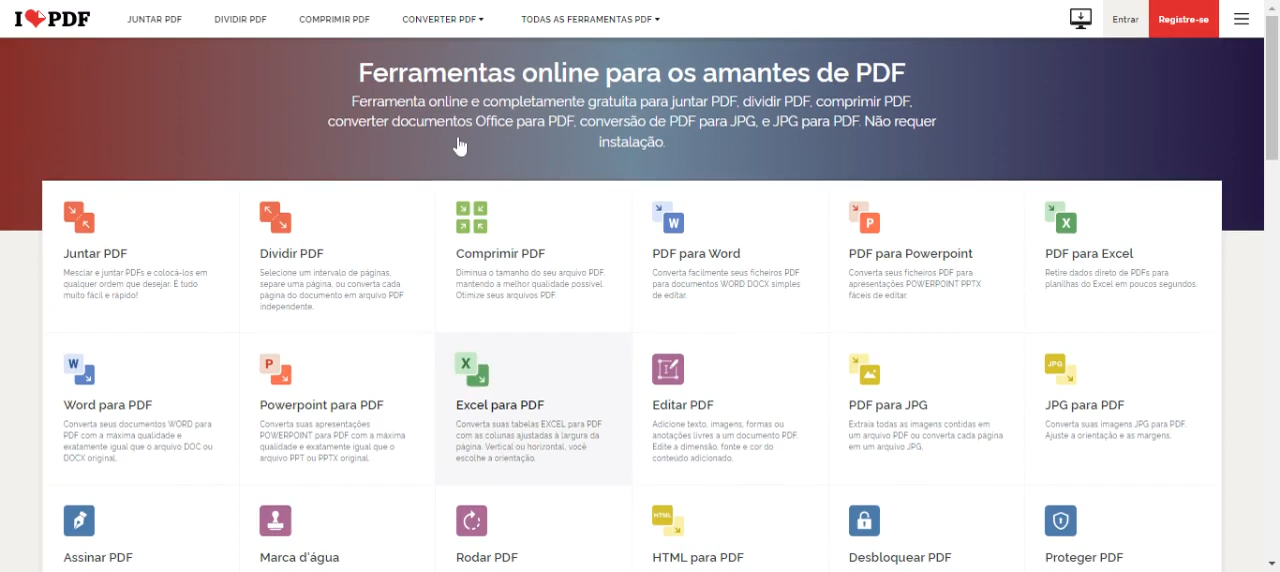 I PDF
JUNTAR PDF
DIVIDIR PDF
COMPRIMIR PDF
CONVERTER PDF
TODAS AS FERRAMENTAS PDF
Entrar
Registre-se
Ferramentas online para os amantes de PDF
Ferramenta online e completamente gratuita para juntar PDF, dividir PDF, comprimir PDF,
converter documentos Office para PDF, conversão de PDF para JPG, e JPG para PDF. Não requer
instalação.
Juntar PDF
Mesclar e juntar PDFs e colocá-los em
qualquer ordem que desejar. É tudo
muito fácil e rápido!
Dividir PDF
Selecione um intervalo de páginas,
separe uma página, ou converta cada
página do documento em arquivo PDF
independente.
Comprimir PDF
Diminua o tamanho do seu arquivo PDF,
mantendo a melhor qualidade possível.
Otimize seus arquivos PDF.
W
PDF para Word
Converta facilmente seus ficheiros PDF
para documentos WORD DOCX simples
de editar.
P
PDF para Powerpoint
Converta seus ficheiros PDF para
apresentações POWERPOINT PPTX
fáceis de editar.
X
PDF para Excel
Retire dados direto de PDFs para
planilhas do Excel em poucos segundos.
W
Word para PDF
Converta seus documentos WORD para
PDF com a máxima qualidade e
exatamente igual que o arquivo DOC ou
DOCX original.
P
Powerpoint para PDF
Converta suas apresentações
POWERPOINT para PDF com a máxima
qualidade e exatamente igual que o
arquivo PPT ou PPTX original.
X
Excel para PDF
Converta suas tabelas EXCEL para PDF
com as colunas ajustadas à largura da
página. Vertical ou horizontal, você
escolhe a orientação.
Editar PDF
Adicione texto, imagens, formas ou
anotações livres a um documento PDF.
Edite a dimensão, fonte e cor do
conteúdo adicionado.
PDF para JPG
Extraia todas as imagens contidas em
um arquivo PDF ou converta cada página
em um arquivo JPG.
JPG
JPG para PDF
Converta suas imagens JPG para PDF.
Ajuste a orientação e as margens.
Assinar PDF
Marca d'água
Rodar PDF
HTML
HTML para PDF
Desbloquear PDF
Proteger PDF